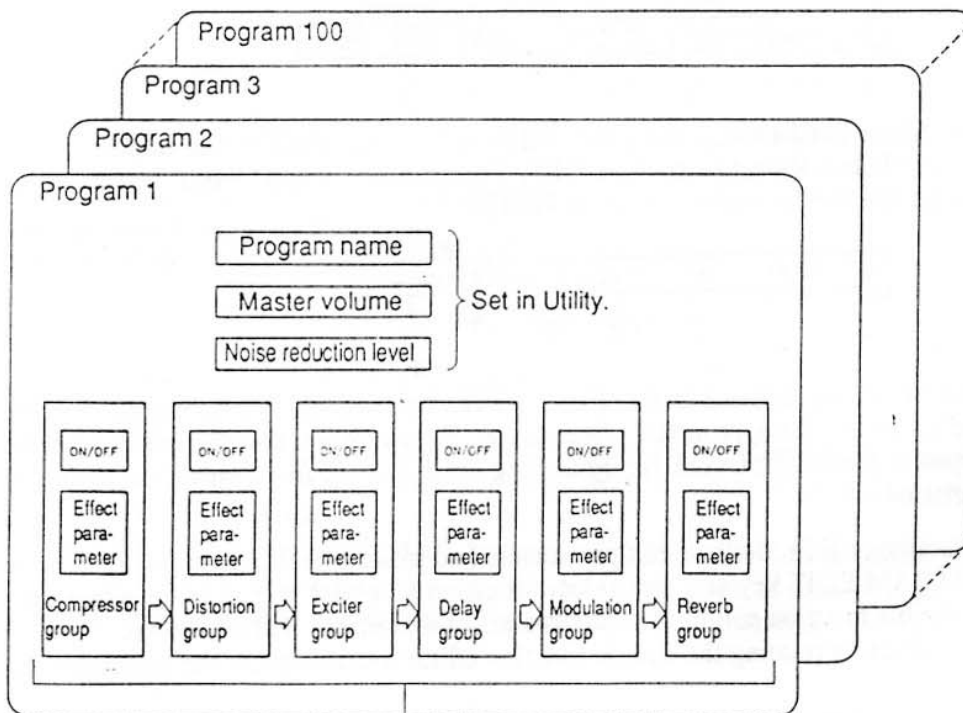 Program 100
Program 3
Program 2
Program 1
Program name
Master volume
Set in Utility.
Noise reduction level
ON/OFF ON/OFF ON/OFF ON/OFF ON/OFF ON/OFF
Effect Effect Effect Effect Effect Effect
para- para- para- para- para- para-
meter meter meter meter meter meter
Compressor Distortion Exciter Delay Modulation Reverb
group group group group group group